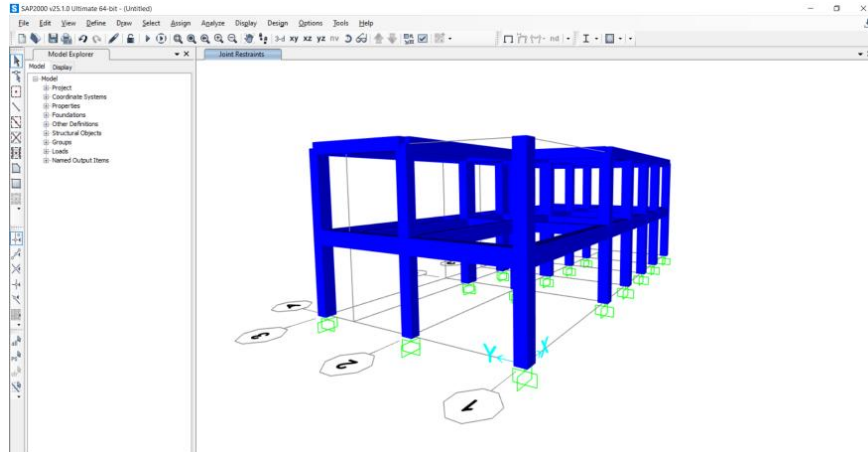 SAP2000 v25.1.0 Ultimate 64-bit - (Untitled)
File Edit View Define Draw Select Assign Analyze Display Design Options Tools Help
3-d xy xz yz nv nd
Model Explorer
Joint Restraints
Model Display
Model
Project
Coordinate Systems
Properties
Foundations
Other Definitions
Structural Objects
Groups
Loads
Named Output Items
3
2
Y X
1